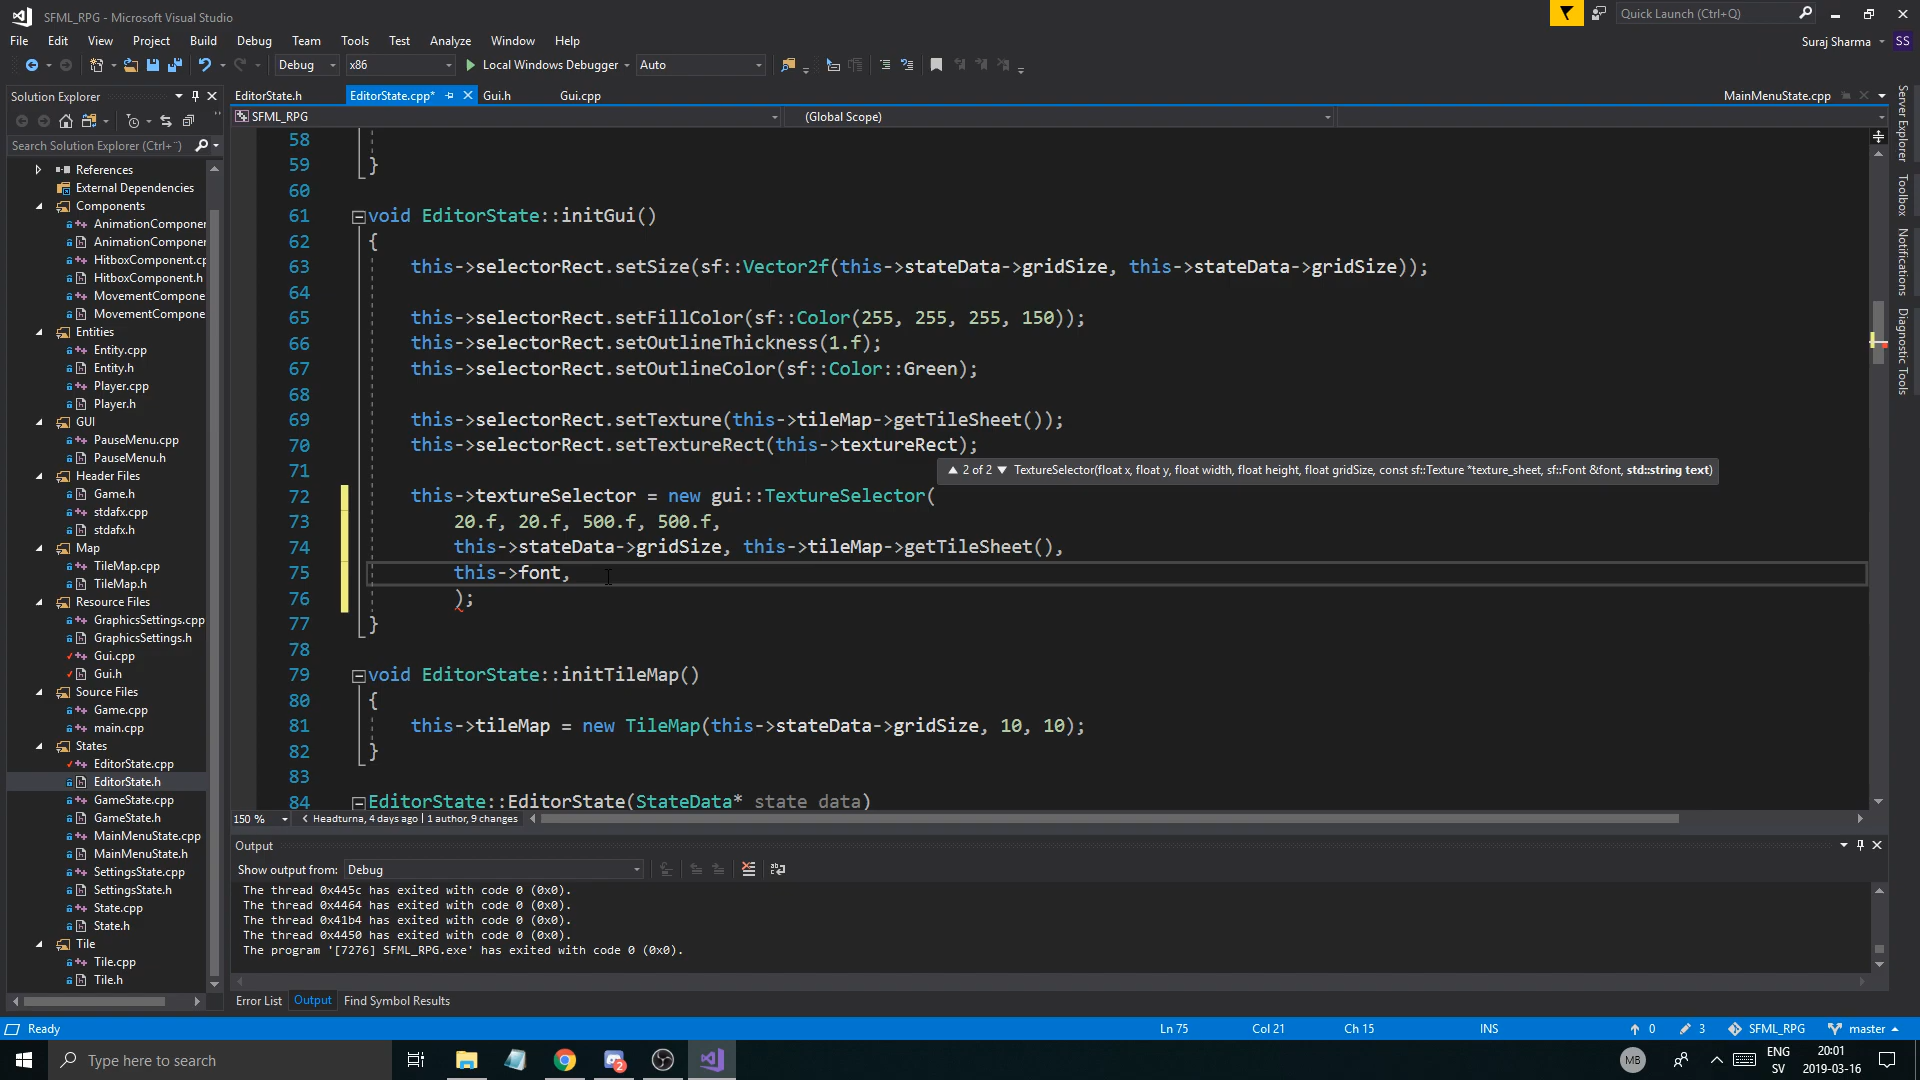 SFML_RPG - Microsoft Visual Studio
Quick Launch (Ctrl+Q)
File Edit View Project Build Debug Team Tools Test Analyze Window Help
Suraj Sharma SS
Debug x86 Local Windows Debugger Auto
Solution Explorer
EditorState.h EditorState.cpp* Gui.h Gui.cpp MainMenuState.cpp
SFML_RPG (Global Scope)
Search Solution Explorer (Ctrl+¨)
References
External Dependencies
Components
AnimationComponen
AnimationComponen
HitboxComponent.cp
HitboxComponent.h
MovementCompone
MovementCompone
Entities
Entity.cpp
Entity.h
Player.cpp
Player.h
GUI
PauseMenu.cpp
PauseMenu.h
Header Files
Game.h
stdafx.cpp
stdafx.h
Map
TileMap.cpp
TileMap.h
Resource Files
GraphicsSettings.cpp
GraphicsSettings.h
Gui.cpp
Gui.h
Source Files
Game.cpp
main.cpp
States
EditorState.cpp
EditorState.h
GameState.cpp
GameState.h
MainMenuState.cpp
MainMenuState.h
SettingsState.cpp
SettingsState.h
State.cpp
State.h
Tile
Tile.cpp
Tile.h
58
59 }
60
61 void EditorState::initGui()
62 {
63 this->selectorRect.setSize(sf::Vector2f(this->stateData->gridSize, this->stateData->gridSize));
64
65 this->selectorRect.setFillColor(sf::Color(255, 255, 255, 150));
66 this->selectorRect.setOutlineThickness(1.f);
67 this->selectorRect.setOutlineColor(sf::Color::Green);
68
69 this->selectorRect.setTexture(this->tileMap->getTileSheet());
70 this->selectorRect.setTextureRect(this->textureRect);
71
▲ 2 of 2 ▼ TextureSelector(float x, float y, float width, float height, float gridSize, const sf::Texture *texture_sheet, sf::Font &font, std::string text)
72 this->textureSelector = new gui::TextureSelector(
73 20.f, 20.f, 500.f, 500.f,
74 this->stateData->gridSize, this->tileMap->getTileSheet(),
75 this->font,
76 );
77 }
78
79 void EditorState::initTileMap()
80 {
81 this->tileMap = new TileMap(this->stateData->gridSize, 10, 10);
82 }
83
84 EditorState::EditorState(StateData* state_data)
150 % Headturna, 4 days ago | 1 author, 9 changes
Server Explorer
Toolbox
Notifications
Diagnostic Tools
Output
Show output from: Debug
The thread 0x445c has exited with code 0 (0x0).
The thread 0x4464 has exited with code 0 (0x0).
The thread 0x41b4 has exited with code 0 (0x0).
The thread 0x4450 has exited with code 0 (0x0).
The program '[7276] SFML_RPG.exe' has exited with code 0 (0x0).
Error List Output Find Symbol Results
Ready Ln 75 Col 21 Ch 15 INS 0 3 SFML_RPG master
Type here to search
2
MB
ENG
SV
20:01
2019-03-16